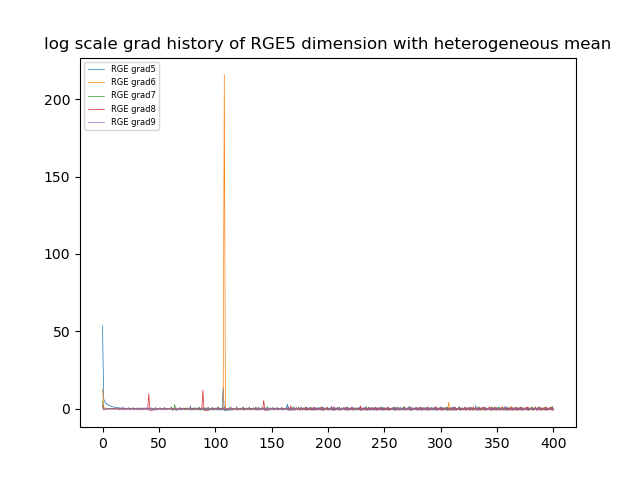 log scale grad history of RGE5 dimension with heterogeneous mean
RGE grad5
RGE grad6
RGE grad7
RGE grad8
RGE grad9
200
150
100
50
0
0 50 100 150 200 250 300 350 400